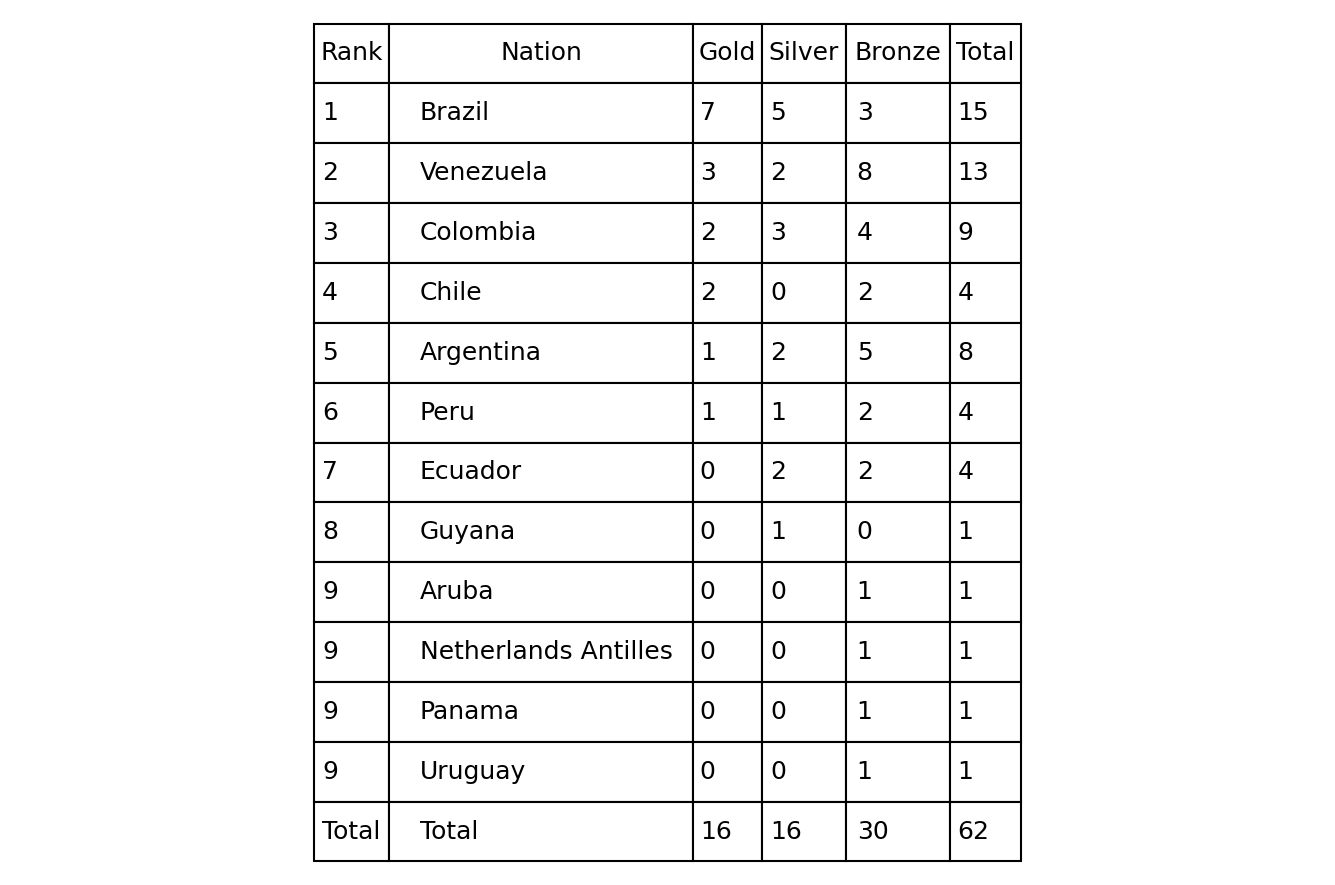 Rank Nation Gold Silver Bronze Total
1 Brazil 7 5 3 15
2 Venezuela 3 2 8 13
3 Colombia 2 3 4 9
4 Chile 2 0 2 4
5 Argentina 1 2 5 8
6 Peru 1 1 2 4
7 Ecuador 0 2 2 4
8 Guyana 0 1 0 1
9 Aruba 0 0 1 1
9 Netherlands Antilles 0 0 1 1
9 Panama 0 0 1 1
9 Uruguay 0 0 1 1
Total Total 16 16 30 62